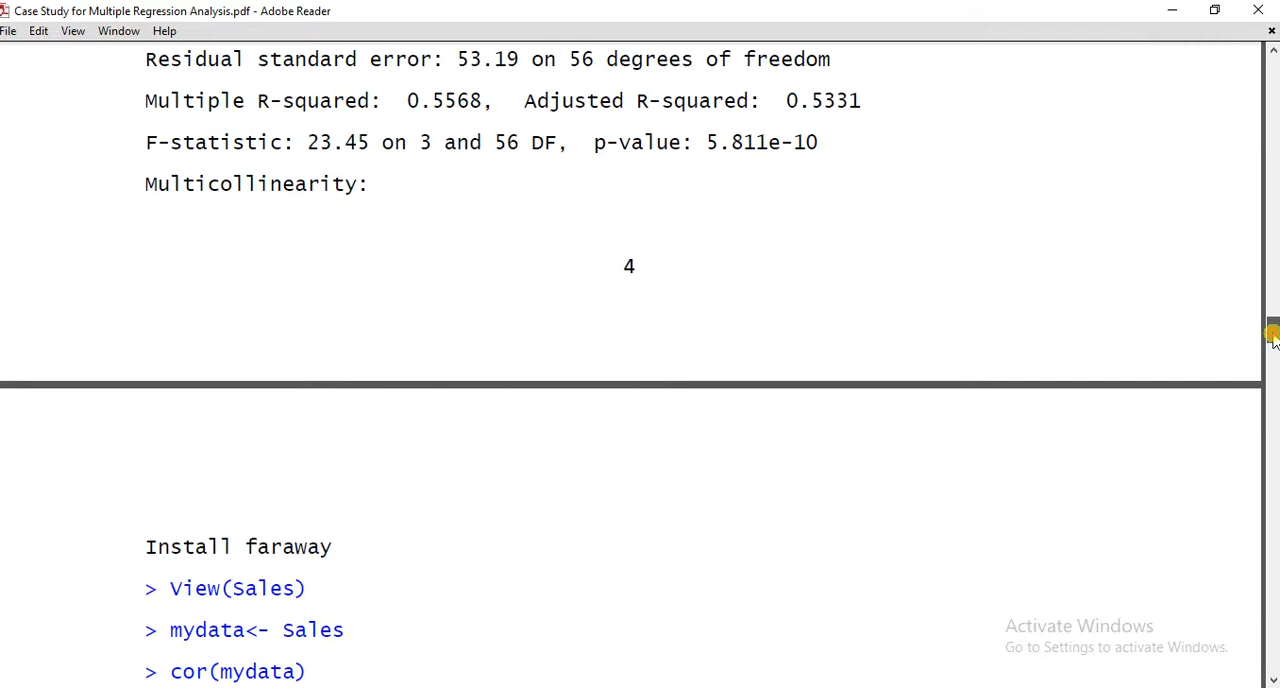 Case Study for Multiple Regression Analysis.pdf - Adobe Reader
File Edit View Window Help
Residual standard error: 53.19 on 56 degrees of freedom
Multiple R-squared: 0.5568, Adjusted R-squared: 0.5331
F-statistic: 23.45 on 3 and 56 DF, p-value: 5.811e-10
Multicollinearity:
4
Install faraway
> View(Sales)
> mydata<- Sales
> cor(mydata)
Activate Windows
Go to Settings to activate Windows.